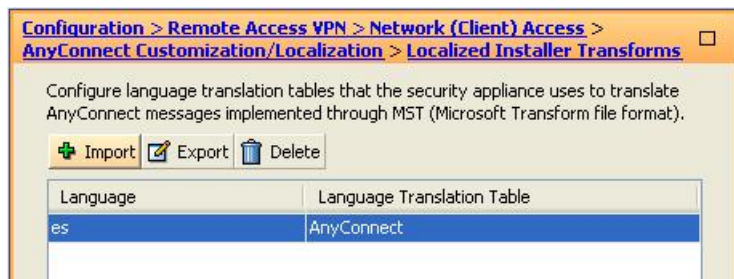 Configuration > Remote Access VPN > Network (Client) Access >
AnyConnect Customization/Localization > Localized Installer Transforms
Configure language translation tables that the security appliance uses to translate
AnyConnect messages implemented through MST (Microsoft Transform file format).
Import Export Delete
Language Language Translation Table
es AnyConnect